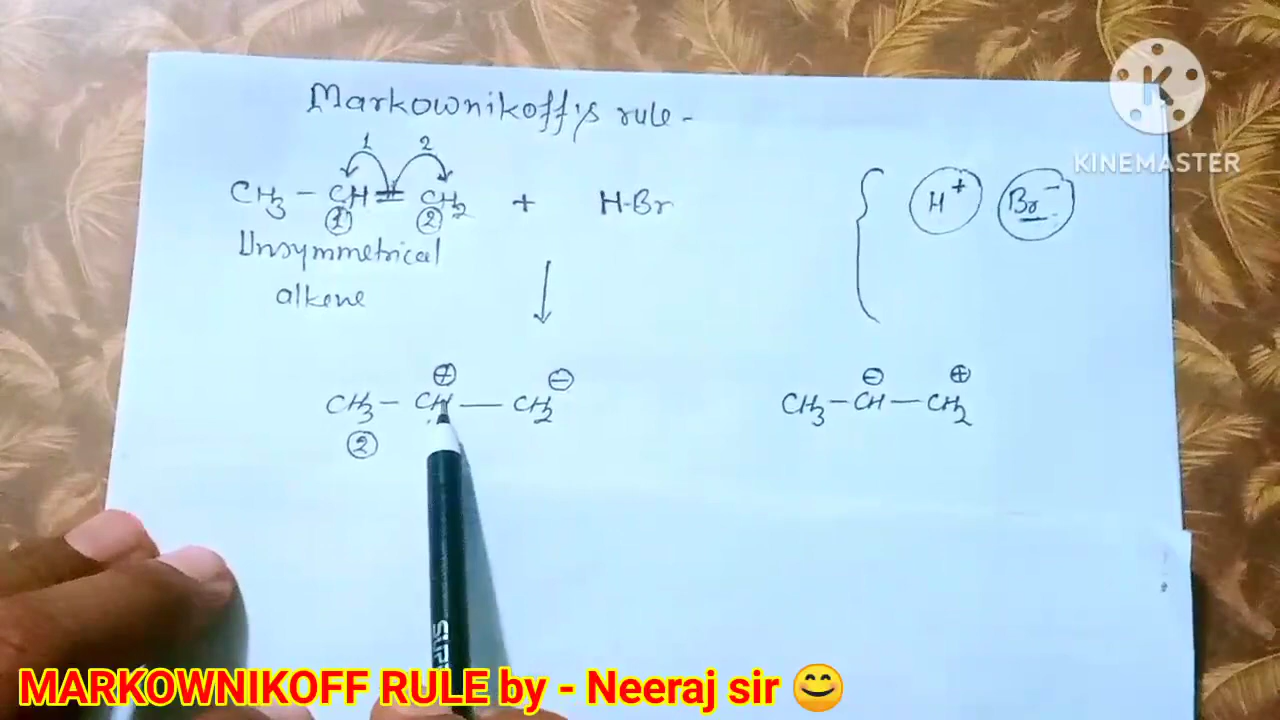 Markownikoff's rule-
1 2
CH3 - CH = CH2 + H-Br
① ②
{ H+ Br-
Unsymmetrical
alkene
⊕ ⊖
CH3 - CH — CH2
②
⊖ ⊕
CH3 - CH - CH2
KINEMASTER
SUP
MARKOWNIKOFF RULE by - Neeraj sir 😊